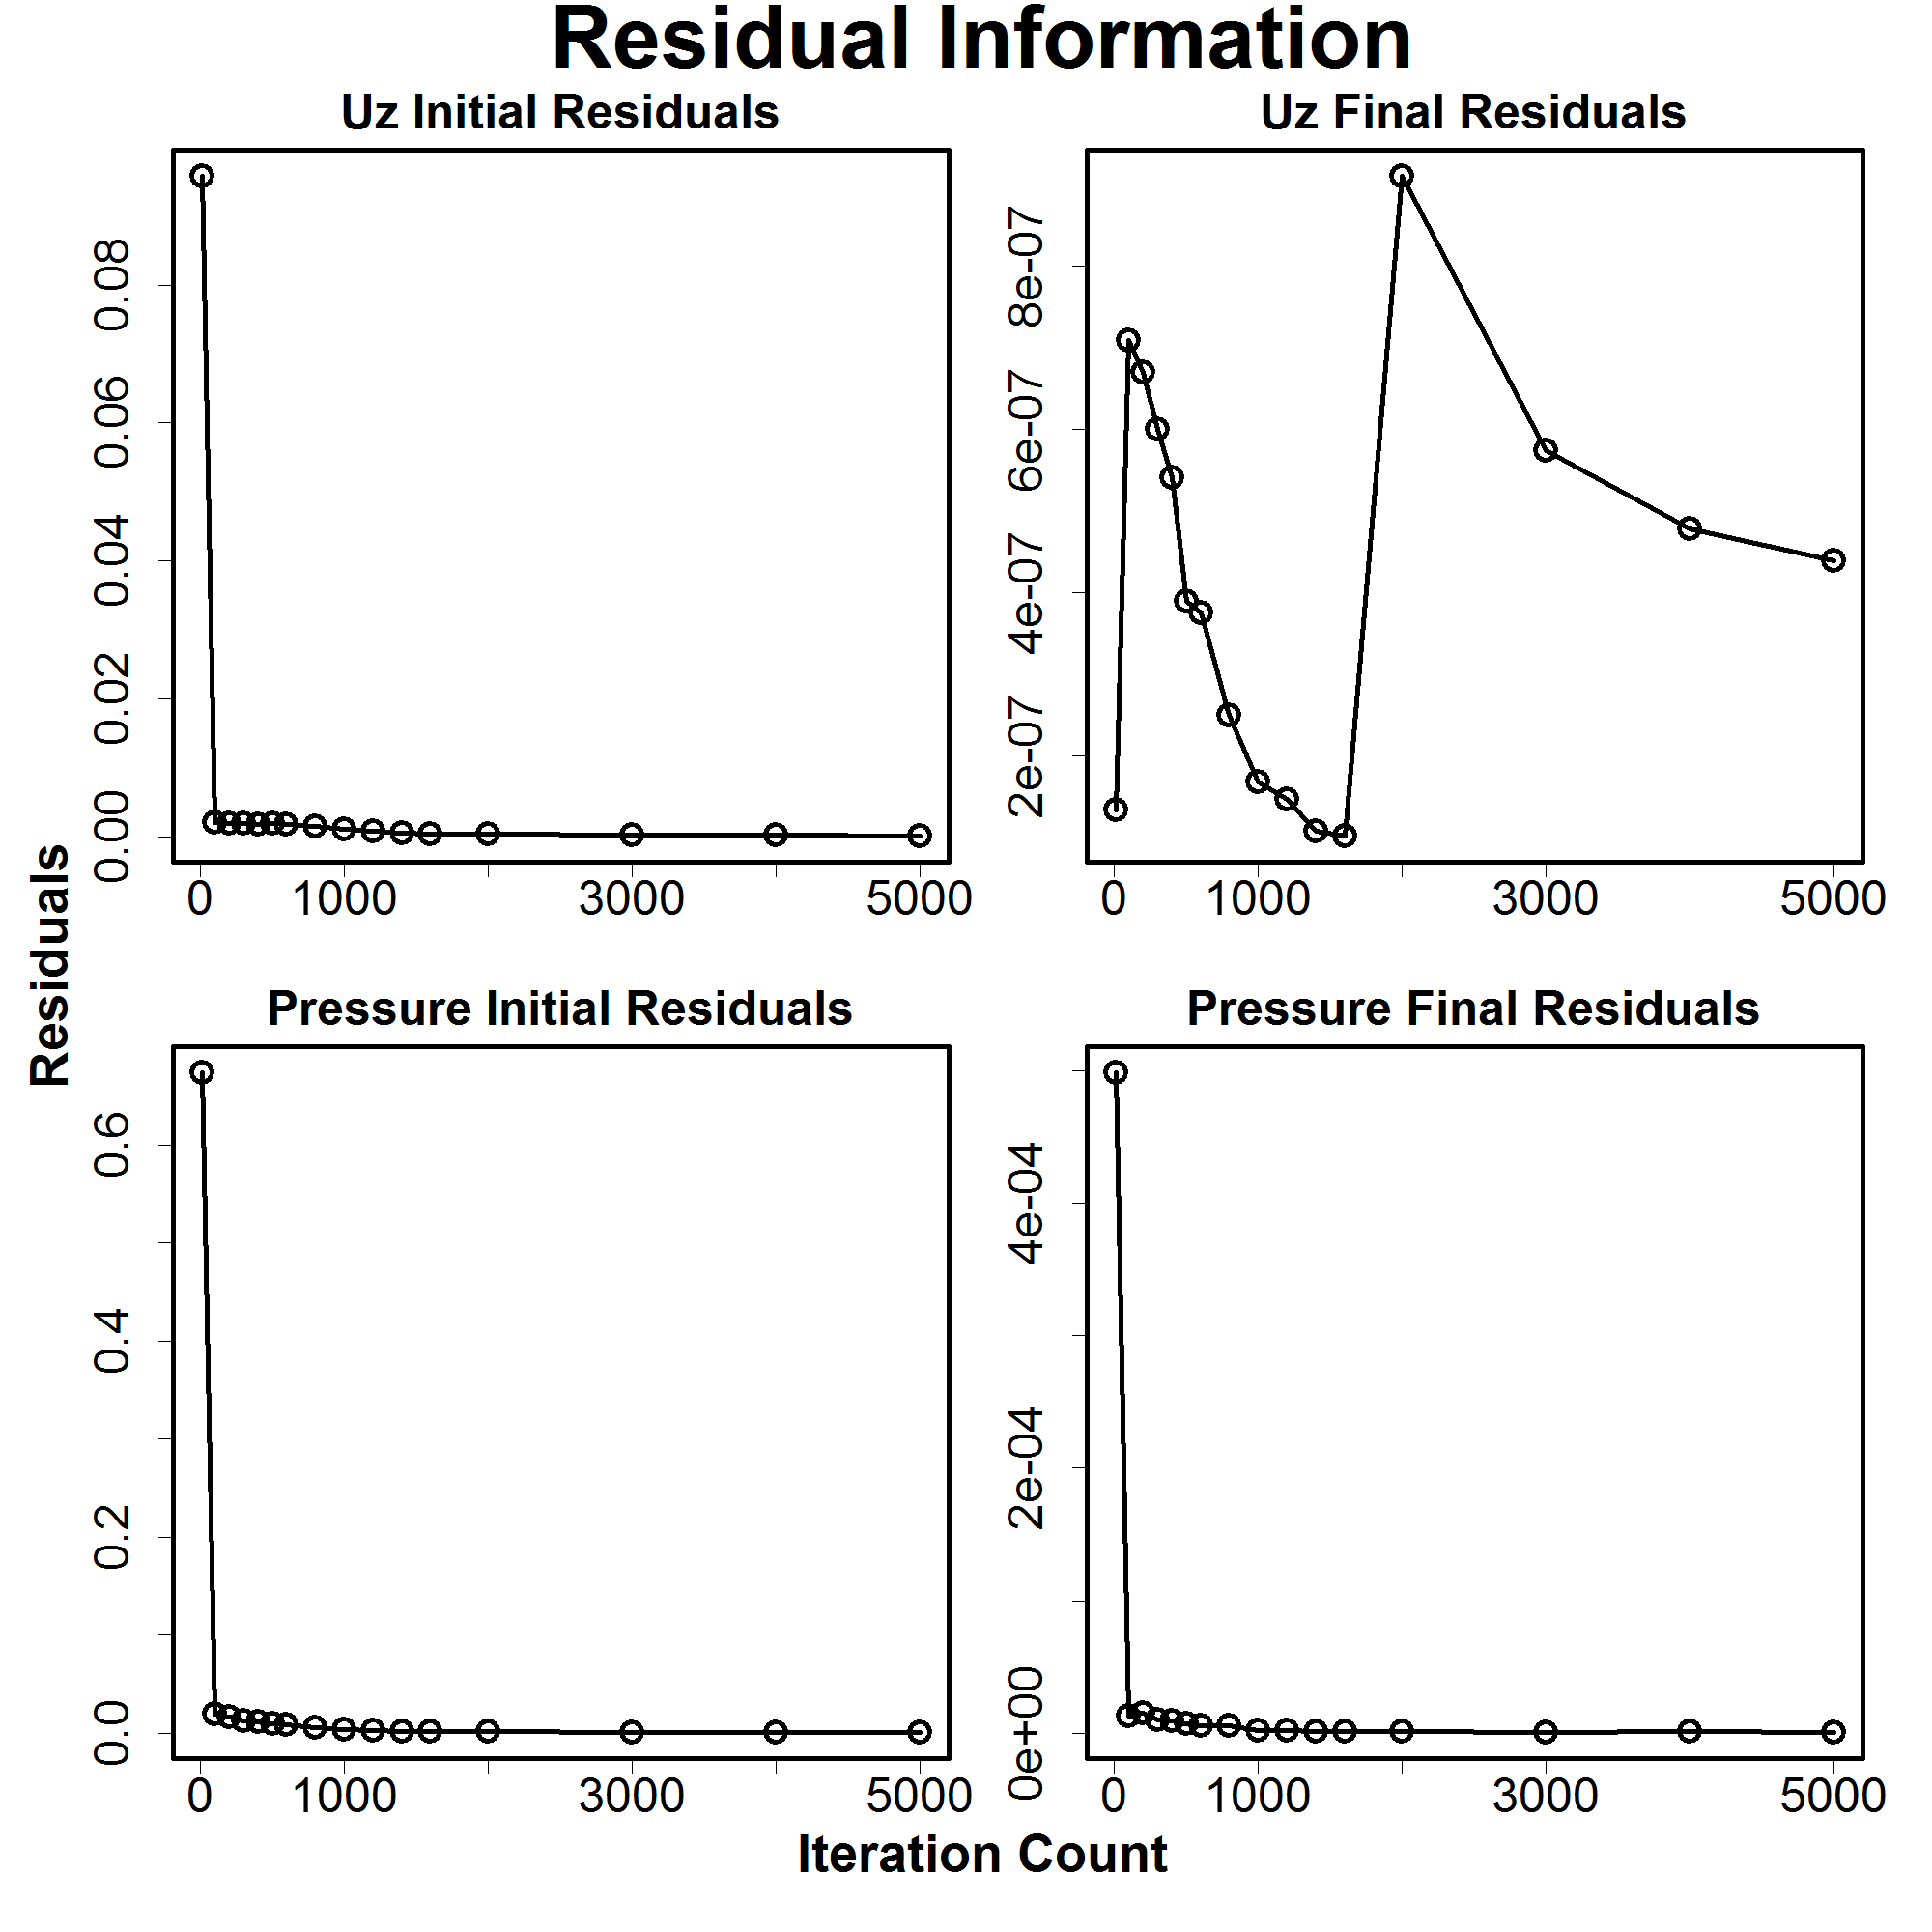 Residual Information
Uz Initial Residuals
0.08
0.06
0.04
0.02
0.00
0 1000 3000 5000
Uz Final Residuals
8e-07
6e-07
4e-07
2e-07
0 1000 3000 5000
Residuals
Pressure Initial Residuals
0.6
0.4
0.2
0.0
0 1000 3000 5000
Pressure Final Residuals
4e-04
2e-04
0e+00
0 1000 3000 5000
Iteration Count